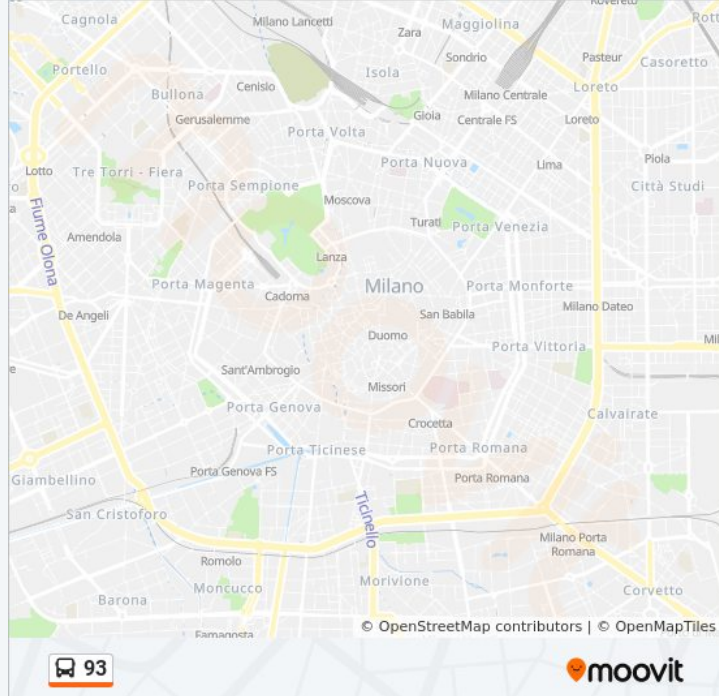 Rovereto
Cagnola
Milano Lancetti
Maggiolina
Zara
Sondrio
Pasteur
Casoretto
Portello
Isola
Cenisio
Bullona
Milano Centrale
Loreto
Gerusalemme
Gioia
Centrale FS
Loreto
Porta Volta
Lotto
Tre Torri - Fiera
Porta Nuova
Lima
Piola
Porta Sempione
Città Studi
Moscova
Fiume Olona
Turati
Porta Venezia
Amendola
Lanza
Porta Magenta
Milano
Porta Monforte
Cadorna
Milano Dateo
De Angeli
San Babila
Duomo
Porta Vittoria
Sant'Ambrogio
Missori
Porta Genova
Crocetta
Calvairate
Porta Ticinese
Porta Romana
Porta Genova FS
Porta Romana
Giambellino
Ticinello
San Cristoforo
Milano Porta
Romana
Romolo
Moncucco
Morivione
Corvetto
Barona
© OpenStreetMap contributors | © OpenMapTiles
Famagosta
93
moovit